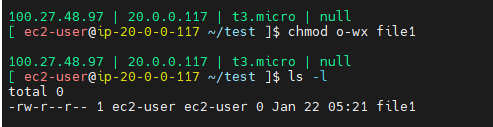 100.27.48.97 | 20.0.0.117 | t3.micro | null
[ ec2-user@ip-20-0-0-117 ~/test ]$ chmod o-wx file1
100.27.48.97 | 20.0.0.117 | t3.micro | null
[ ec2-user@ip-20-0-0-117 ~/test ]$ ls -l
total 0
-rw-r--r-- 1 ec2-user ec2-user 0 Jan 22 05:21 file1